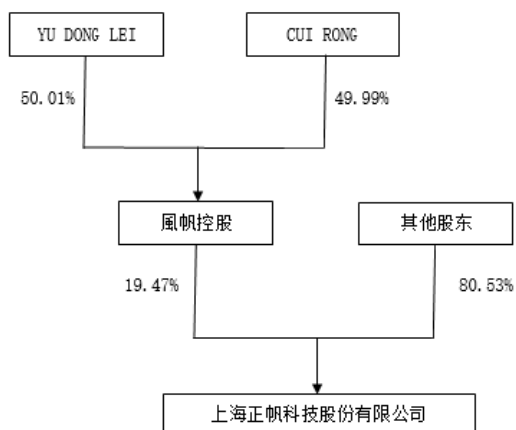 YU DONG LEI
CUI RONG
50.01%
49.99%
風帆控股
其他股东
19.47%
80.53%
上海正帆科技股份有限公司